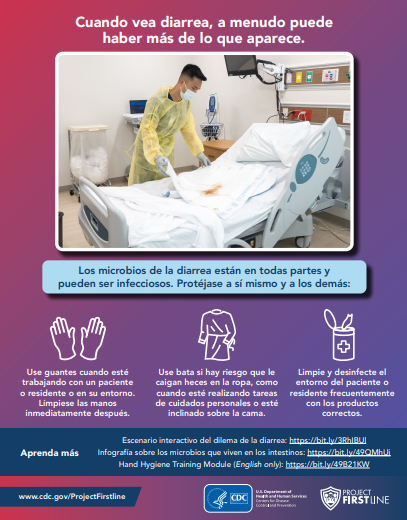 Cuando vea diarrea, a menudo puede
haber más de lo que aparece.
Los microbios de la diarrea están en todas partes y
pueden ser infecciosos. Protéjase a sí mismo y a los demás:
Use guantes cuando esté
trabajando con un paciente
o residente o en su entorno.
Límpiese las manos
inmediatamente después.
Use bata si hay riesgo que le
caigan heces en la ropa, como
cuando esté realizando tareas
de cuidados personales o esté
inclinado sobre la cama.
Limpie y desinfecte el
entorno del paciente o
residente frecuentemente
con los productos
correctos.
Aprenda más
Escenario interactivo del dilema de la diarrea: https://bit.ly/3RhIBUl
Infografía sobre los microbios que viven en los intestinos: https://bit.ly/49QMhUi
Hand Hygiene Training Module (English only): https://bit.ly/49B21KW
www.cdc.gov/ProjectFirstline
CDC
U.S. Department of
Health and Human Services
Centers for Disease
Control and Prevention
PROJECT
FIRSTLINE